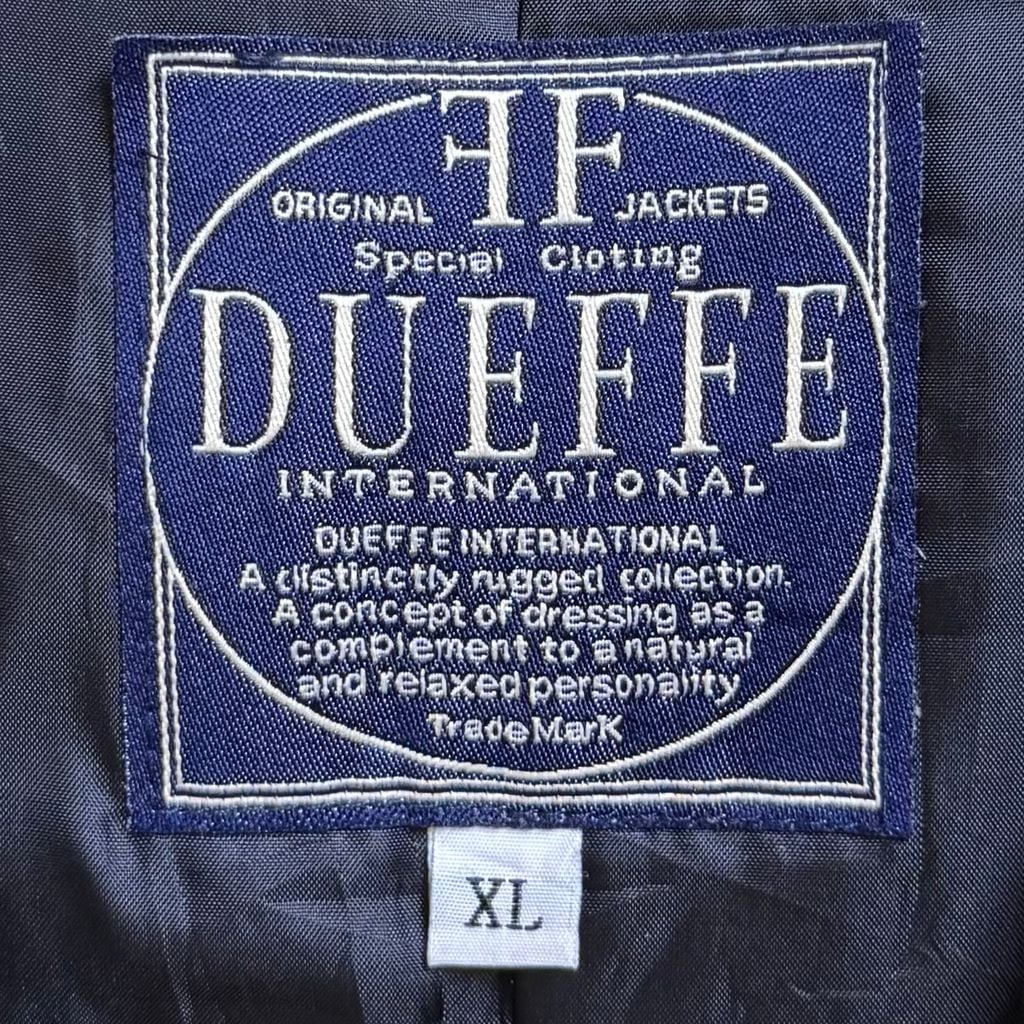 FF
ORIGINAL JACKETS
Special Cloting
DUEFFE
INTERNATIONAL
DUEFFE INTERNATIONAL
A distinctly rugged collection.
A concept of dressing as a
complement to a natural
and relaxed personality
TradeMark
XL